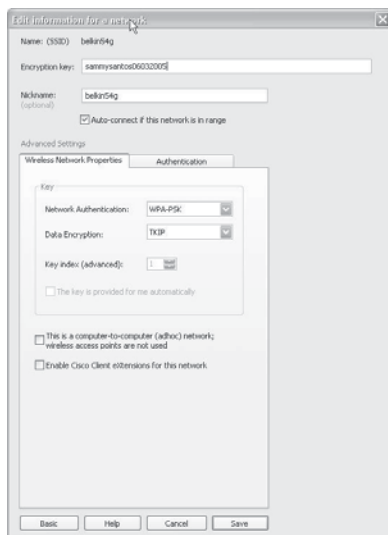 Edit information for a network
Name: (SSID) belkin54g
Encryption key: sammysantos06032005
Nickname: belkin54g
(optional)
Auto-connect if this network is in range
Advanced Settings
Wireless Network Properties Authentication
Key
Network Authentication: WPA-PSK
Data Encryption: TKIP
Key index (advanced): 1
The key is provided for me automatically
This is a computer-to-computer (adhoc) network;
wireless access points are not used
Enable Cisco Client eXtensions for this network
Basic Help Cancel Save